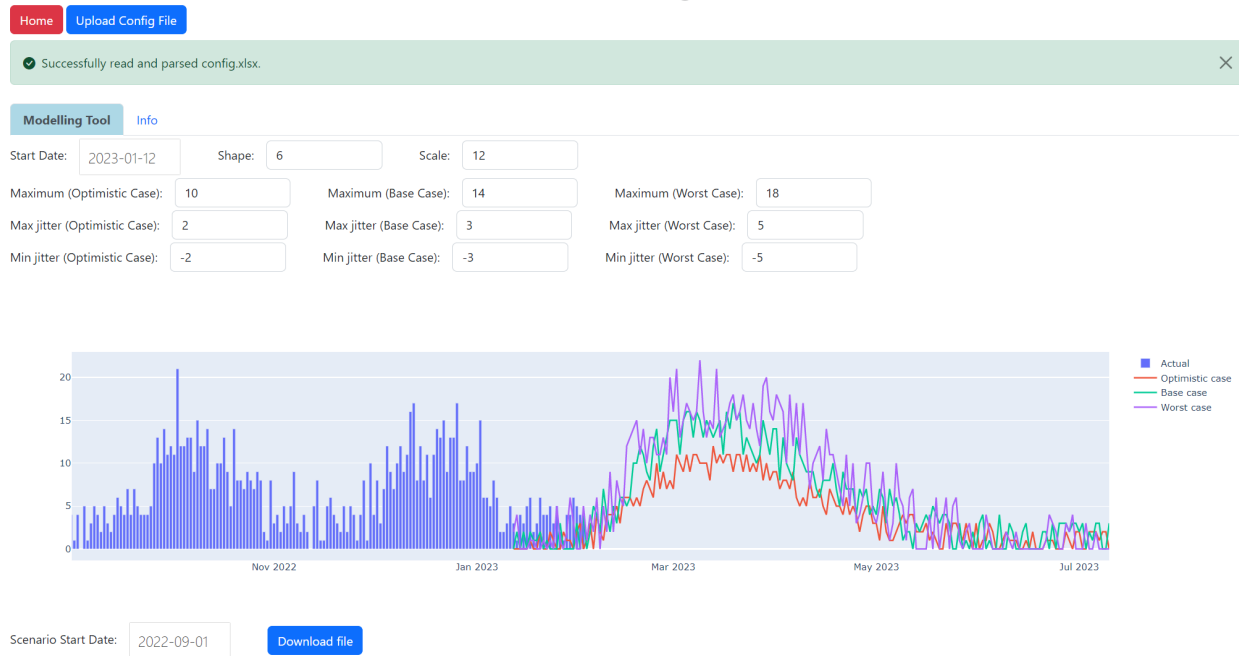 Home Upload Config File
Successfully read and parsed config.xlsx.
Modelling Tool Info
Start Date: 2023-01-12 Shape: 6 Scale: 12
Maximum (Optimistic Case): 10 Maximum (Base Case): 14 Maximum (Worst Case): 18
Max jitter (Optimistic Case): 2 Max jitter (Base Case): 3 Max jitter (Worst Case): 5
Min jitter (Optimistic Case): -2 Min jitter (Base Case): -3 Min jitter (Worst Case): -5
Actual
Optimistic case
Base case
Worst case
20
15
10
5
0
Nov 2022 Jan 2023 Mar 2023 May 2023 Jul 2023
Scenario Start Date: 2022-09-01 Download file